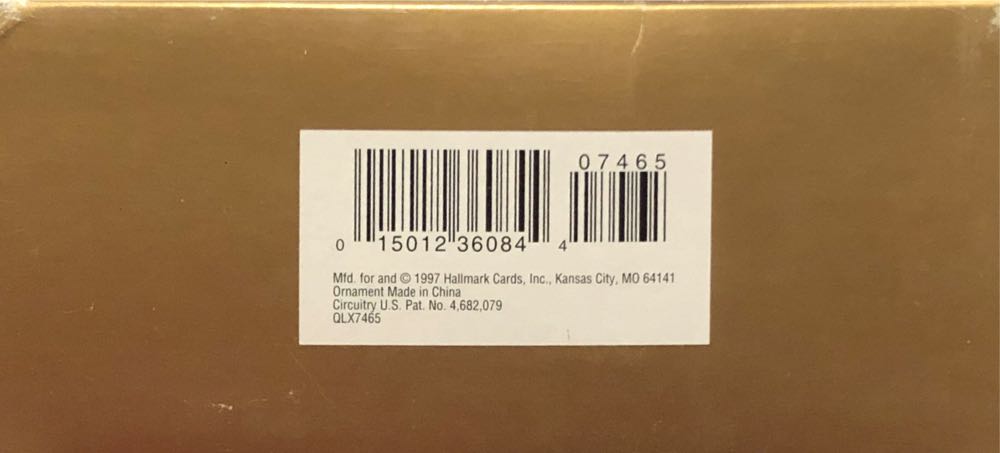 07465
0 15012 36084 4
Mfd. for and © 1997 Hallmark Cards, Inc., Kansas City, MO 64141
Ornament Made in China
Circuitry U.S. Pat. No. 4,682,079
QLX7465